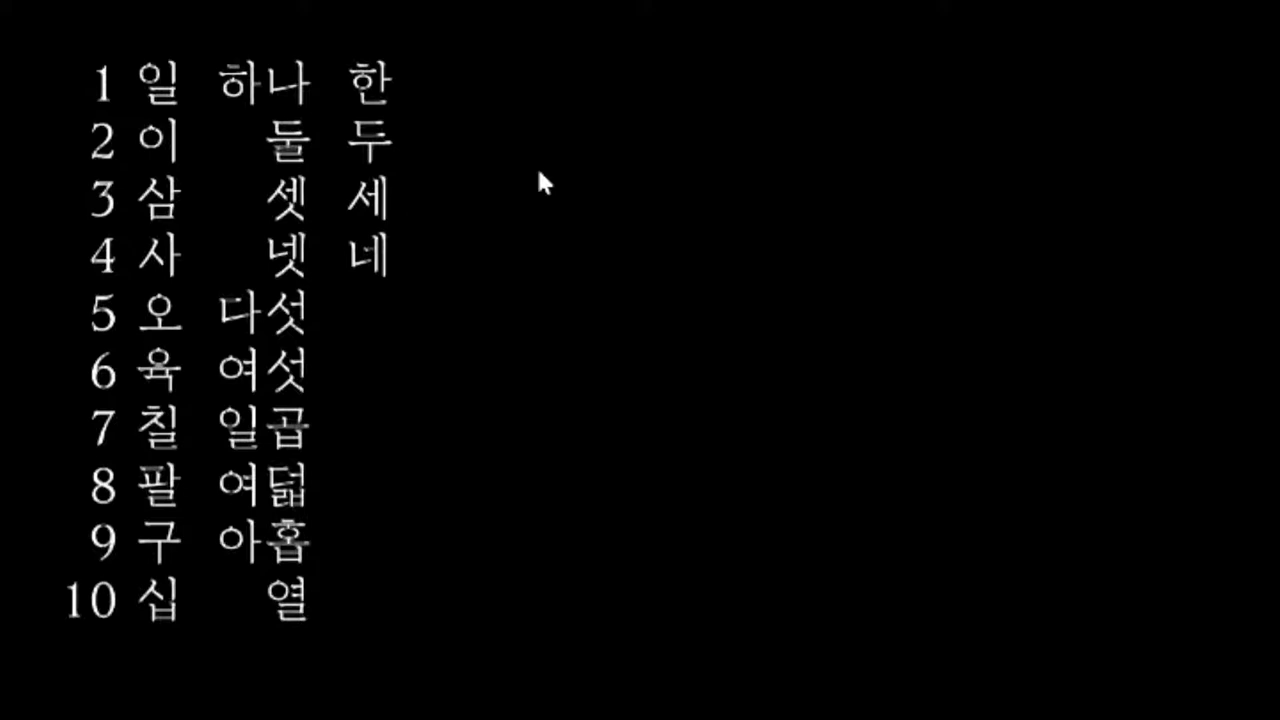 1 일 하나 한
2 이 둘 두
3 삼 셋 세
4 사 넷 네
5 오 다섯
6 육 여섯
7 칠 일곱
8 팔 여덟
9 구 아홉
10 십 열